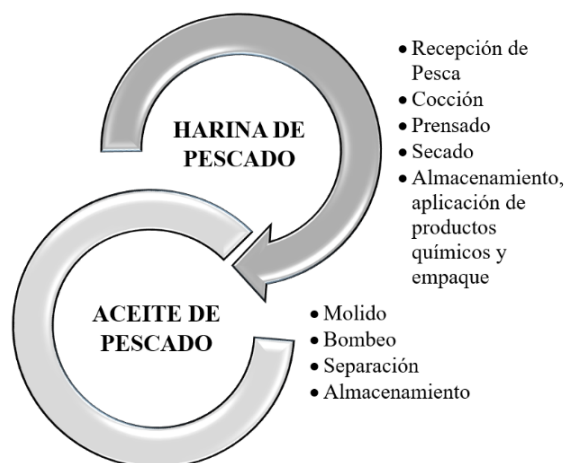 HARINA DE
PESCADO
• Recepción de
Pesca
• Cocción
• Prensado
• Secado
• Almacenamiento,
aplicación de
productos
químicos y
empaque
ACEITE DE
PESCADO
• Molido
• Bombeo
• Separación
• Almacenamiento